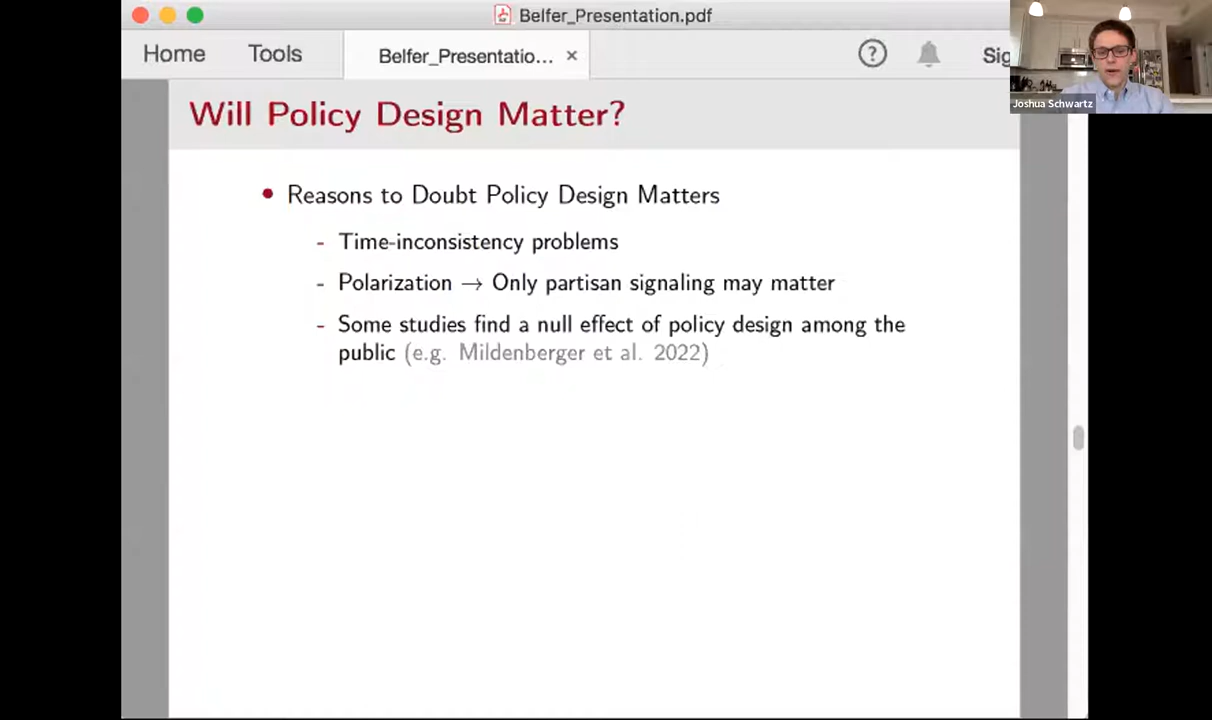 Belfer_Presentation.pdf
Home Tools Belfer_Presentatio... × ? Sig
Joshua Schwartz
Will Policy Design Matter?
• Reasons to Doubt Policy Design Matters
- Time-inconsistency problems
- Polarization → Only partisan signaling may matter
- Some studies find a null effect of policy design among the
public (e.g. Mildenberger et al. 2022)